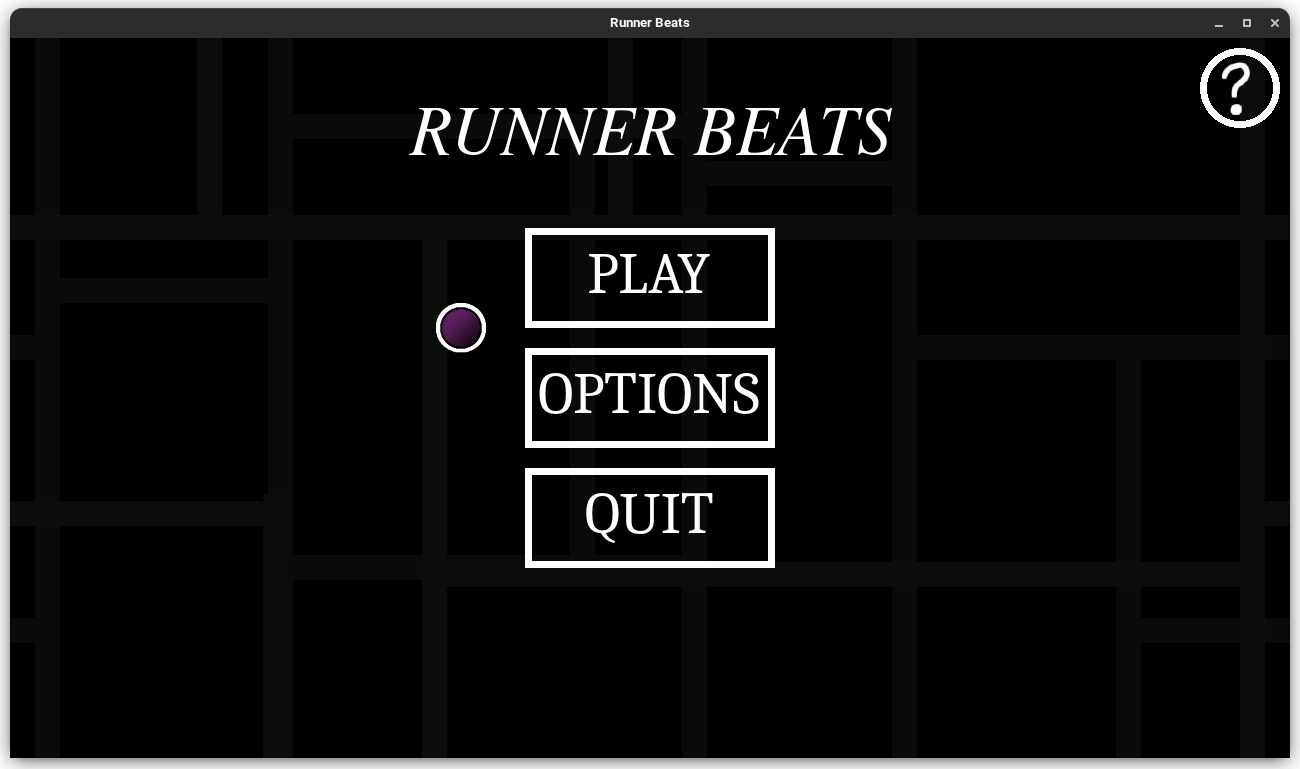 Runner Beats
?
RUNNER BEATS
PLAY
OPTIONS
QUIT